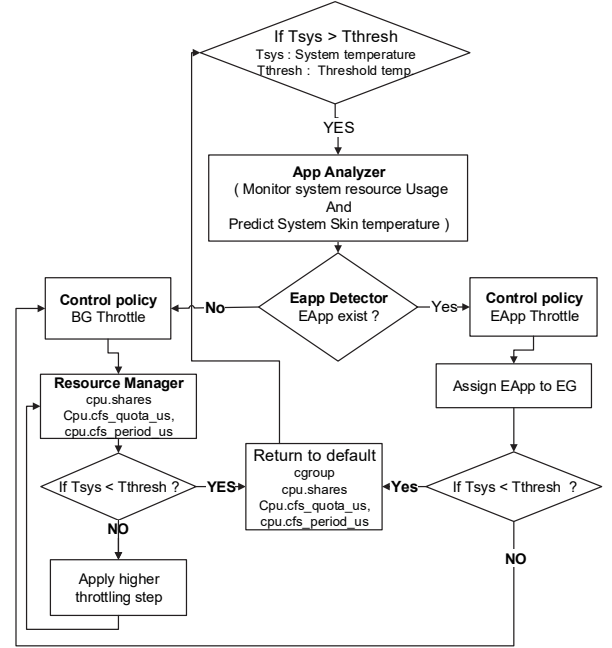 If Tsys > Tthresh
Tsys : System temperature
Tthresh : Threshold temp
YES
App Analyzer
( Monitor system resource Usage
And
Predict System Skin temperature )
Control policy
BG Throttle
No
Eapp Detector
EApp exist ?
Yes
Control policy
EApp Throttle
Resource Manager
cpu.shares
Cpu.cfs_quota_us,
cpu.cfs_period_us
Assign EApp to EG
If Tsys < Tthresh ?
YES
Return to default
cgroup
cpu.shares
Cpu.cfs_quota_us,
cpu.cfs_period_us
Yes
If Tsys < Tthresh ?
NO
NO
Apply higher
throttling step